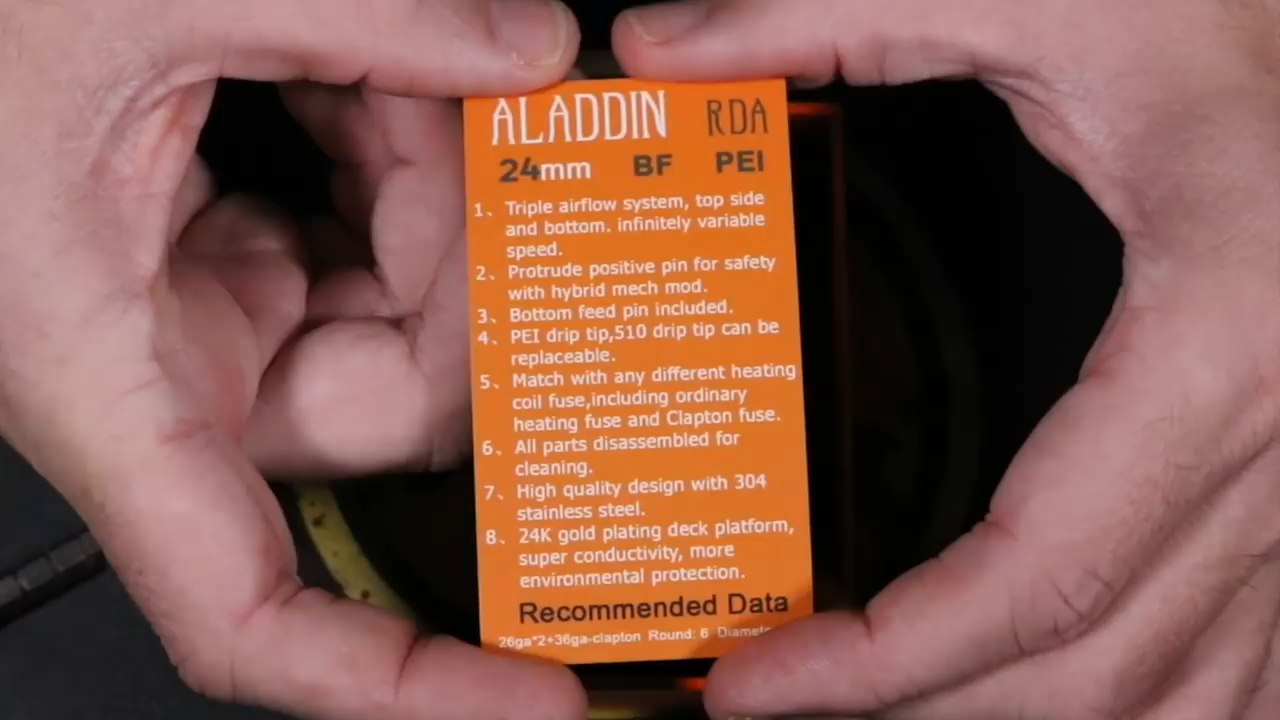 ALADDIN RDA
24mm BF PEI
1、 Triple airflow system, top side
and bottom. infinitely variable
speed.
2、 Protrude positive pin for safety
with hybrid mech mod.
3、 Bottom feed pin included.
4、 PEI drip tip,510 drip tip can be
replaceable.
5、 Match with any different heating
coil fuse,including ordinary
heating fuse and Clapton fuse.
6、 All parts disassembled for
cleaning.
7、 High quality design with 304
stainless steel.
8、 24K gold plating deck platform,
super conductivity, more
environmental protection.
Recommended Data
26ga*2+36ga-clapton Round: 6